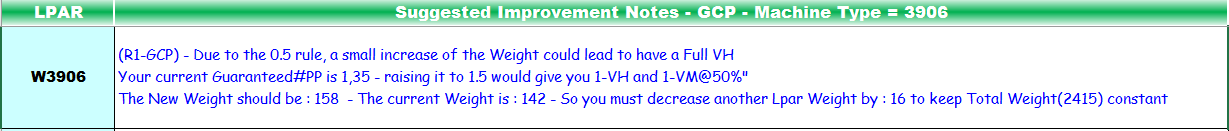 LPAR Suggested Improvement Notes - GCP - Machine Type = 3906
(R1-GCP) - Due to the 0.5 rule, a small increase of the Weight could lead to have a Full VH
W3906 Your current Guaranteed#PP is 1,35 - raising it to 1.5 would give you 1-VH and 1-VM@50%"
The New Weight should be : 158 - The current Weight is : 142 - So you must decrease another Lpar Weight by : 16 to keep Total Weight(2415) constant